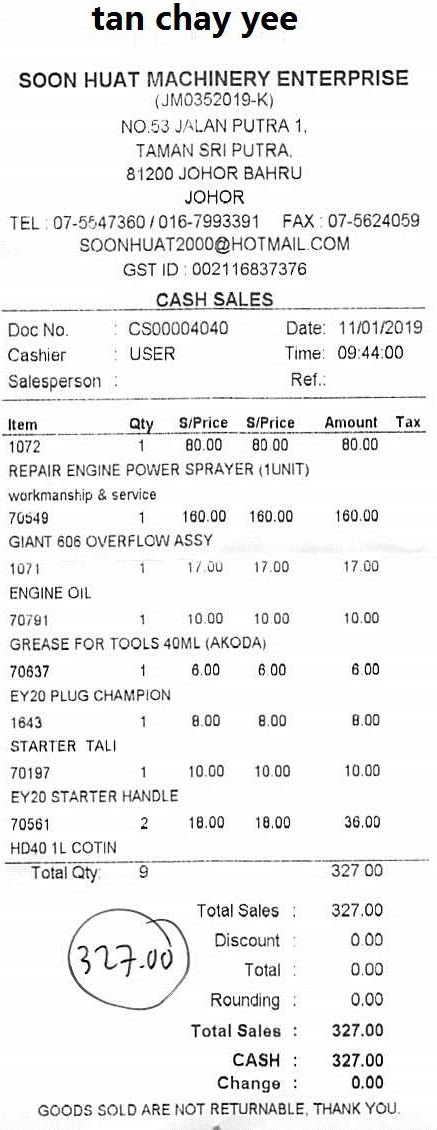 tan chay yee
SOON HUAT MACHINERY ENTERPRISE
(JM0352019-K)
NO.53 JALAN PUTRA 1,
TAMAN SRI PUTRA,
81200 JOHOR BAHRU
JOHOR
TEL : 07-5547360 / 016-7993391 FAX : 07-5624059
SOONHUAT2000@HOTMAIL.COM
GST ID : 002116837376
CASH SALES
Doc No. : CS00004040 Date: 11/01/2019
Cashier : USER Time: 09:44:00
Salesperson : Ref.:
Item Qty S/Price S/Price Amount Tax
1072 1 80.00 80.00 80.00
REPAIR ENGINE POWER SPRAYER (1UNIT)
workmanship & service
70549 1 160.00 160.00 160.00
GIANT 606 OVERFLOW ASSY
1071 1 17.00 17.00 17.00
ENGINE OIL
70791 1 10.00 10.00 10.00
GREASE FOR TOOLS 40ML (AKODA)
70637 1 6.00 6.00 6.00
EY20 PLUG CHAMPION
1643 1 8.00 8.00 8.00
STARTER TALI
70197 1 10.00 10.00 10.00
EY20 STARTER HANDLE
70561 2 18.00 18.00 36.00
HD40 1L COTIN
Total Qty: 9 327.00
Total Sales : 327.00
Discount : 0.00
327.00
Total : 0.00
Rounding : 0.00
Total Sales : 327.00
CASH : 327.00
Change : 0.00
GOODS SOLD ARE NOT RETURNABLE, THANK YOU.